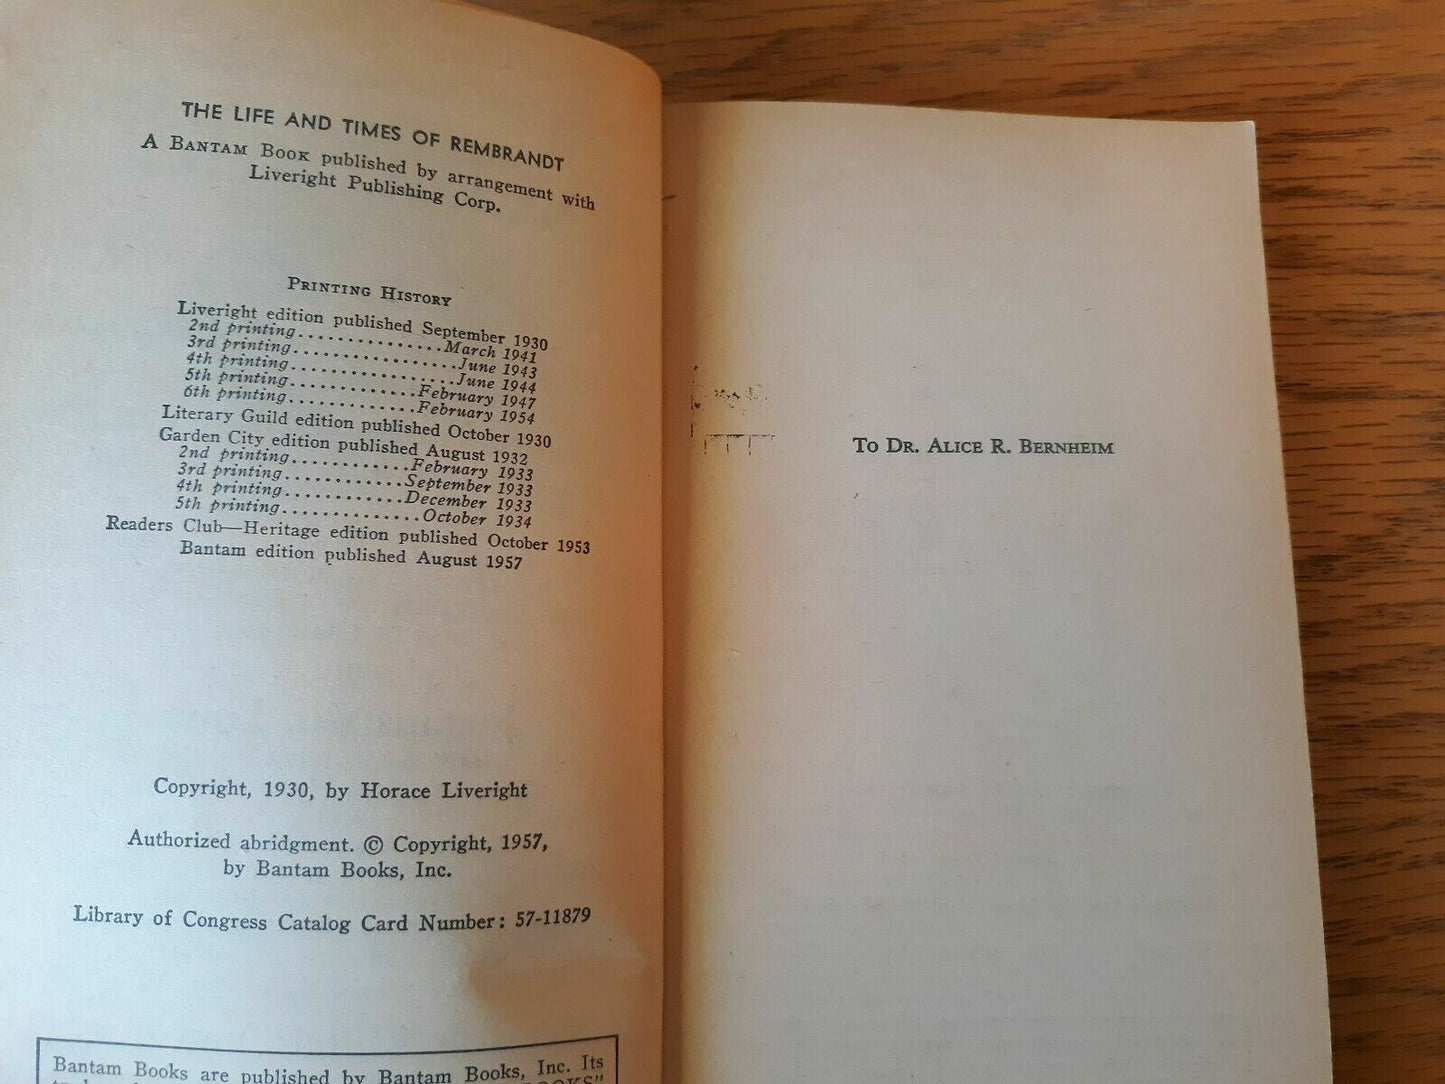 THE LIFE AND TIMES OF REMBRANDT
A BANTAM BOOK published by arrangement with
Liveright Publishing Corp.
PRINTING HISTORY
Liveright edition published September 1930
2nd printing...............March 1941
3rd printing................June 1943
4th printing................June 1944
5th printing.............February 1947
6th printing.............February 1954
Literary Guild edition published October 1930
Garden City edition published August 1932
2nd printing............February 1933
3rd printing............September 1933
4th printing............December 1933
5th printing..............October 1934
Readers Club—Heritage edition published October 1953
Bantam edition published August 1957
Copyright, 1930, by Horace Liveright
Authorized abridgment. © Copyright, 1957,
by Bantam Books, Inc.
Library of Congress Catalog Card Number: 57-11879
Bantam Books are published by Bantam Books, Inc. Its
TO DR. ALICE R. BERNHEIM